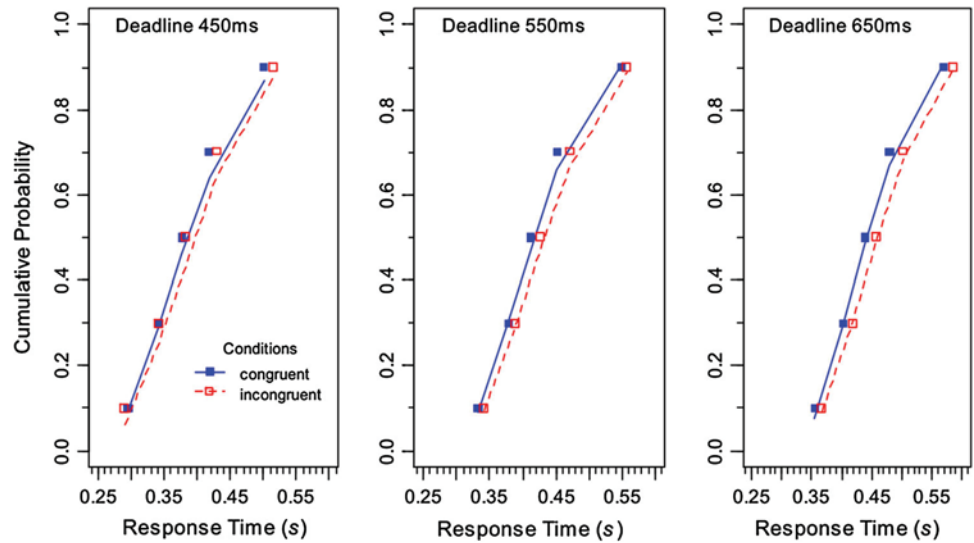 Deadline 450ms
Deadline 550ms
Deadline 650ms
Cumulative Probability
1.0
0.8
0.6
0.4
0.2
0.0
Conditions
congruent
incongruent
0.25 0.35 0.45 0.55
Response Time (s)
1.0
0.8
0.6
0.4
0.2
0.0
0.25 0.35 0.45 0.55
Response Time (s)
1.0
0.8
0.6
0.4
0.2
0.0
0.25 0.35 0.45 0.55
Response Time (s)